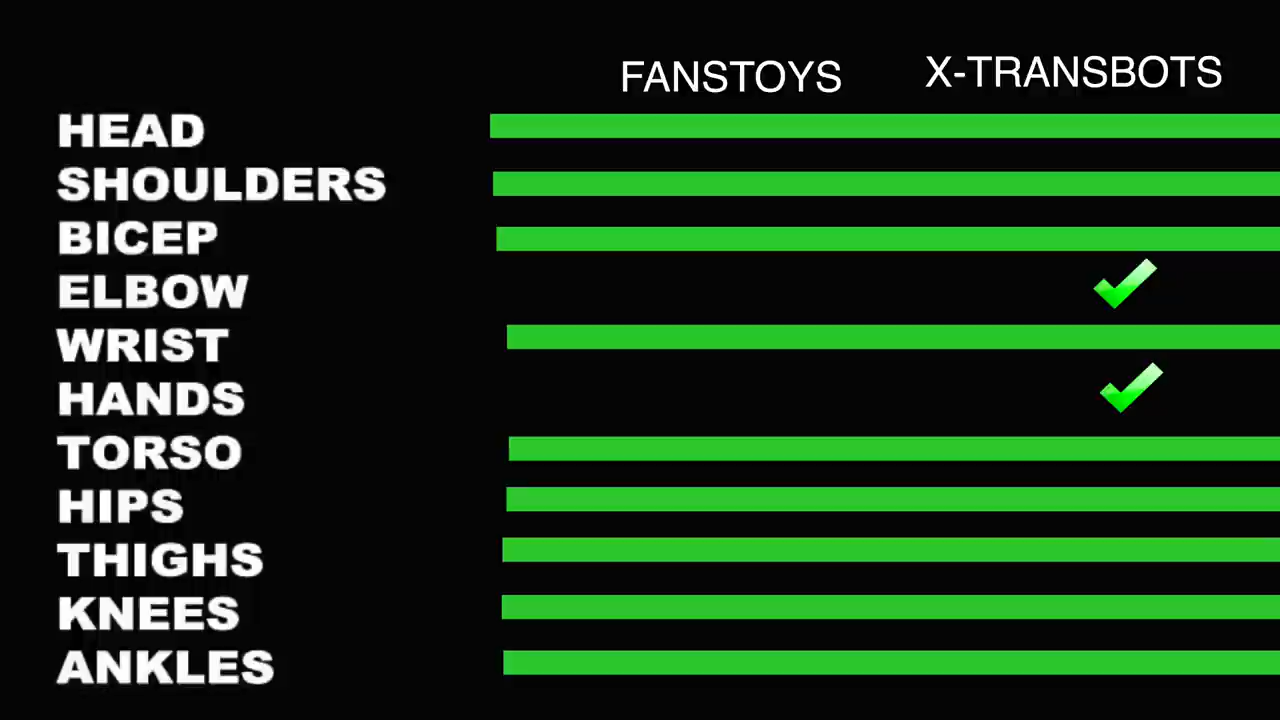 FANSTOYS X-TRANSBOTS
HEAD
SHOULDERS
BICEP
ELBOW
WRIST
HANDS
TORSO
HIPS
THIGHS
KNEES
ANKLES